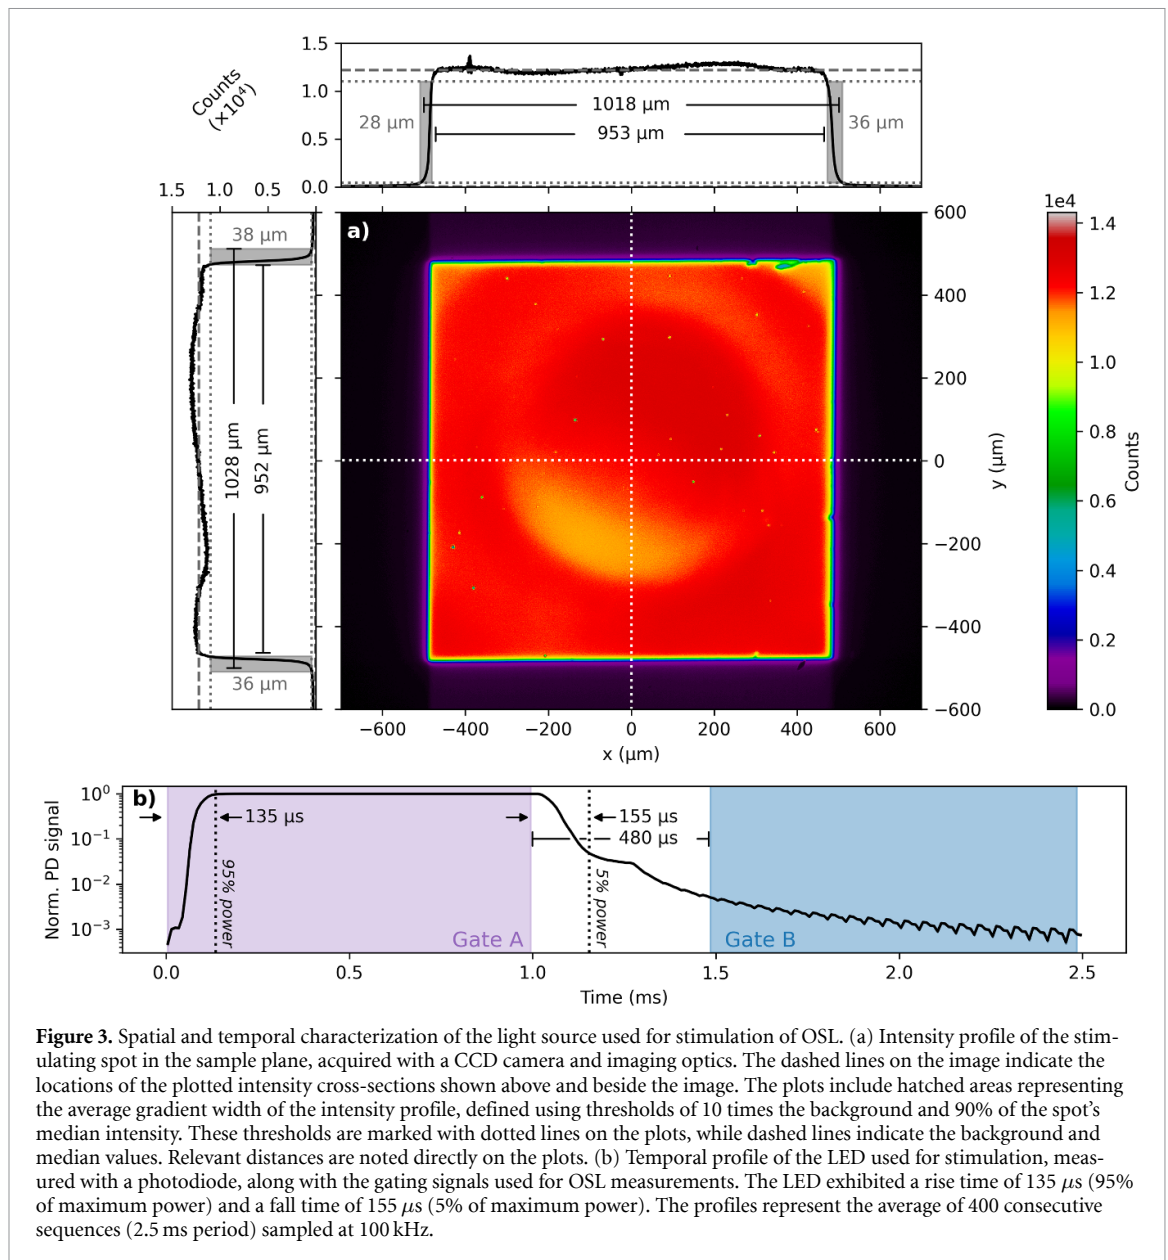 Counts
(×10⁴)
1.5
1.0
0.5
0.0
28 μm
1018 μm
953 μm
36 μm
1.5 1.0 0.5
38 μm
1028 μm
952 μm
36 μm
a)
600
400
200
0
−200
−400
−600
y (μm)
−600 −400 −200 0 200 400 600
x (μm)
1e4
1.4
1.2
1.0
0.8
0.6
0.4
0.2
0.0
Counts
b)
Norm. PD signal
10⁰
10⁻¹
10⁻²
10⁻³
135 μs
155 μs
480 μs
95% power
5% power
Gate A
Gate B
0.0 0.5 1.0 1.5 2.0 2.5
Time (ms)
Figure 3. Spatial and temporal characterization of the light source used for stimulation of OSL. (a) Intensity profile of the stim-
ulating spot in the sample plane, acquired with a CCD camera and imaging optics. The dashed lines on the image indicate the
locations of the plotted intensity cross-sections shown above and beside the image. The plots include hatched areas representing
the average gradient width of the intensity profile, defined using thresholds of 10 times the background and 90% of the spot's
median intensity. These thresholds are marked with dotted lines on the plots, while dashed lines indicate the background and
median values. Relevant distances are noted directly on the plots. (b) Temporal profile of the LED used for stimulation, meas-
ured with a photodiode, along with the gating signals used for OSL measurements. The LED exhibited a rise time of 135 μs (95%
of maximum power) and a fall time of 155 μs (5% of maximum power). The profiles represent the average of 400 consecutive
sequences (2.5 ms period) sampled at 100 kHz.